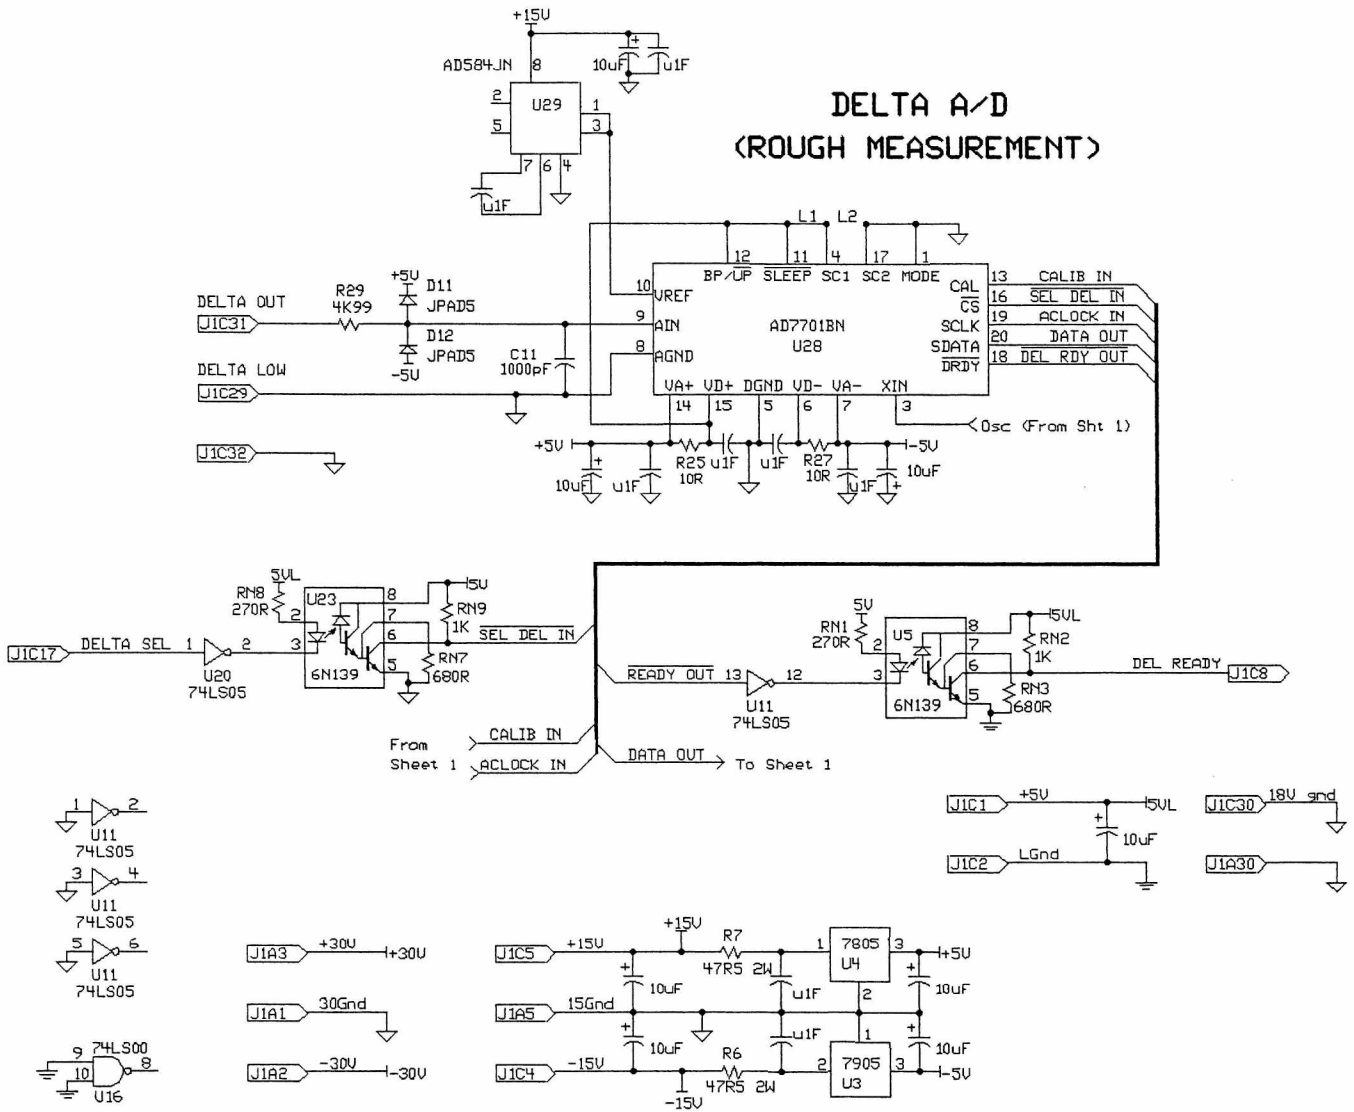 +15V
AD584JN
8
10uF
+
u1F
2
U29
1
5
3
7
6
4
u1F
DELTA A/D
(ROUGH MEASUREMENT)
L1
L2
12
11
4
17
1
BP/UP
SLEEP
SC1
SC2
MODE
10
VREF
9
AIN
8
AGND
AD7701BN
U28
CAL
13
CALIB IN
CS
16
SEL DEL IN
SCLK
19
ACLOCK IN
SDATA
20
DATA OUT
DRDY
18
DEL RDY OUT
VA+
VD+
DGND
VD-
VA-
XIN
14
15
5
6
7
3
Osc (From Sht 1)
DELTA OUT
J1C31
R29
4K99
+5V
D11
JPAD5
D12
JPAD5
-5V
C11
1000pF
DELTA LOW
J1C29
J1C32
+5V
+
10uF
u1F
R25
10R
u1F
u1F
R27
10R
u1F
10uF
+
-5V
5VL
RN8
270R
U23
2
3
8
7
6
5
6N139
5V
RN9
1K
RN7
680R
SEL DEL IN
J1C17
DELTA SEL
1
2
U20
74LS05
READY OUT
13
12
U11
74LS05
5V
RN1
270R
U5
2
3
8
7
6
5
6N139
5VL
RN2
1K
RN3
680R
DEL READY
J1C8
From
Sheet 1
CALIB IN
ACLOCK IN
DATA OUT
To Sheet 1
J1C1
+5V
5VL
+
10uF
J1C2
LGnd
J1C30
18V gnd
J1A30
1
2
U11
74LS05
3
4
U11
74LS05
5
6
U11
74LS05
74LS00
9
10
8
U16
J1A3
+30V
+30V
J1A1
30Gnd
J1A2
-30V
-30V
J1C5
+15V
+15V
R7
47R5 2W
1
7805
U4
3
2
+5V
+
10uF
u1F
+
10uF
J1A5
15Gnd
+
10uF
u1F
1
+
10uF
J1C4
-15V
-15V
R6
47R5 2W
2
7905
U3
3
-5V